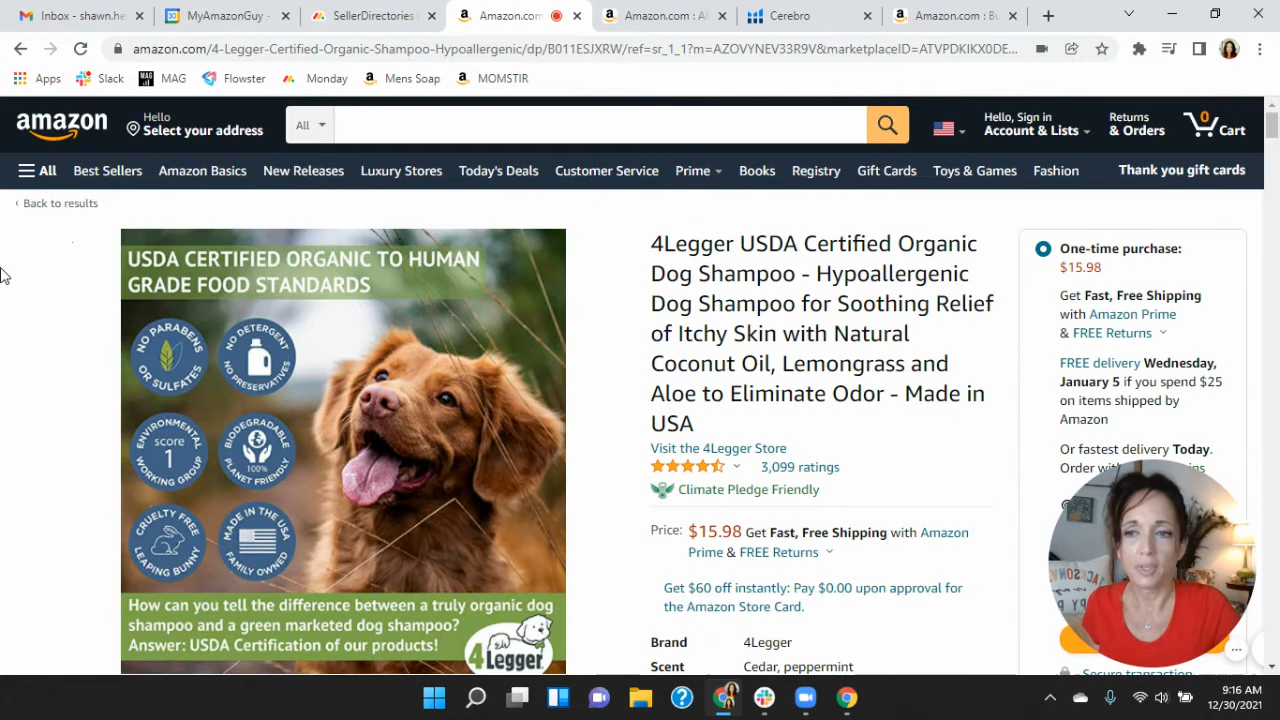 Inbox - shawn.he
MyAmazonGuy -
SellerDirectories
Amazon.com
Amazon.com : Al
Cerebro
Amazon.com : Bu
amazon.com/4-Legger-Certified-Organic-Shampoo-Hypoallergenic/dp/B011ESJXRW/ref=sr_1_1?m=AZOVYNEV33R9V&marketplaceID=ATVPDKIKX0DE...
Apps Slack MAG Flowster Monday Mens Soap MOMSTIR
amazon
Hello
Select your address
All
Hello, Sign in
Account & Lists
Returns
& Orders
0
Cart
All Best Sellers Amazon Basics New Releases Luxury Stores Today's Deals Customer Service Prime Books Registry Gift Cards Toys & Games Fashion Thank you gift cards
‹ Back to results
USDA CERTIFIED ORGANIC TO HUMAN
GRADE FOOD STANDARDS
NO PARABENS
OR SULFATES
NO DETERGENT
NO PRESERVATIVES
ENVIRONMENTAL
score
1
WORKING GROUP
BIODEGRADABLE
100%
PLANET FRIENDLY
CRUELTY FREE
LEAPING BUNNY
MADE IN THE USA
FAMILY OWNED
How can you tell the difference between a truly organic dog
shampoo and a green marketed dog shampoo?
Answer: USDA Certification of our products!
4Legger
4Legger USDA Certified Organic
Dog Shampoo - Hypoallergenic
Dog Shampoo for Soothing Relief
of Itchy Skin with Natural
Coconut Oil, Lemongrass and
Aloe to Eliminate Odor - Made in
USA
Visit the 4Legger Store
3,099 ratings
Climate Pledge Friendly
Price: $15.98 Get Fast, Free Shipping with Amazon
Prime & FREE Returns
Get $60 off instantly: Pay $0.00 upon approval for
the Amazon Store Card.
Brand 4Legger
Scent Cedar, peppermint
One-time purchase:
$15.98
Get Fast, Free Shipping
with Amazon Prime
& FREE Returns
FREE delivery Wednesday,
January 5 if you spend $25
on items shipped by
Amazon
Or fastest delivery Today.
Order
Secure transaction
9:16 AM
12/30/2021